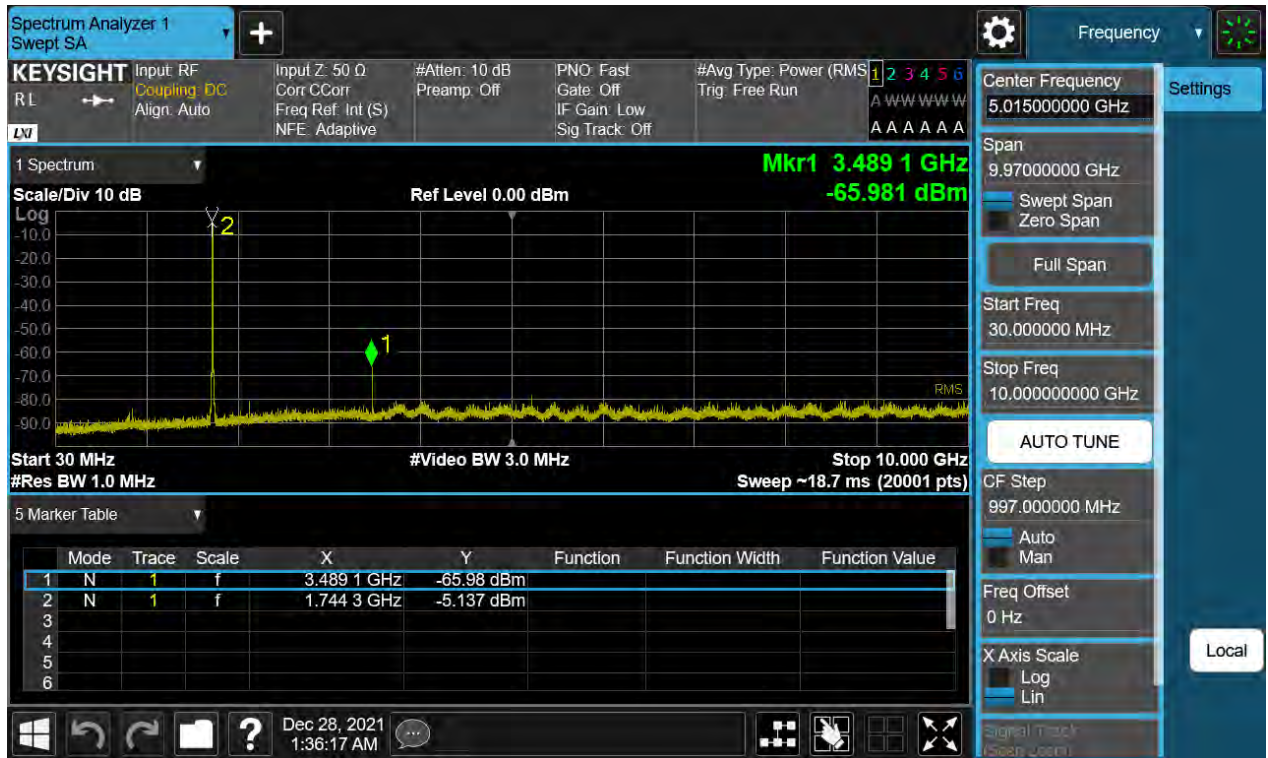 Spectrum Analyzer 1
Swept SA
+
Frequency
KEYSIGHT
RL
LXI
Input: RF
Coupling: DC
Align: Auto
Input Z: 50 Ω
Corr CCorr
Freq Ref: Int (S)
NFE: Adaptive
#Atten: 10 dB
Preamp: Off
PNO: Fast
Gate: Off
IF Gain: Low
Sig Track: Off
#Avg Type: Power (RMS
Trig: Free Run
1 2 3 4 5 6
A W W W W W
A A A A A A
1 Spectrum
Mkr1 3.489 1 GHz
Scale/Div 10 dB
Ref Level 0.00 dBm
-65.981 dBm
Log
-10.0
-20.0
-30.0
-40.0
-50.0
-60.0
-70.0
-80.0
-90.0
2
1
RMS
Start 30 MHz
#Video BW 3.0 MHz
Stop 10.000 GHz
#Res BW 1.0 MHz
Sweep ~18.7 ms (20001 pts)
5 Marker Table
Mode Trace Scale X Y Function Function Width Function Value
1 N 1 f 3.489 1 GHz -65.98 dBm
2 N 1 f 1.744 3 GHz -5.137 dBm
3
4
5
6
?
Dec 28, 2021
1:36:17 AM
Center Frequency
5.015000000 GHz
Settings
Span
9.97000000 GHz
Swept Span
Zero Span
Full Span
Start Freq
30.000000 MHz
Stop Freq
10.000000000 GHz
AUTO TUNE
CF Step
997.000000 MHz
Auto
Man
Freq Offset
0 Hz
X Axis Scale
Log
Lin
Local
Signal Track
(Span Zoom)